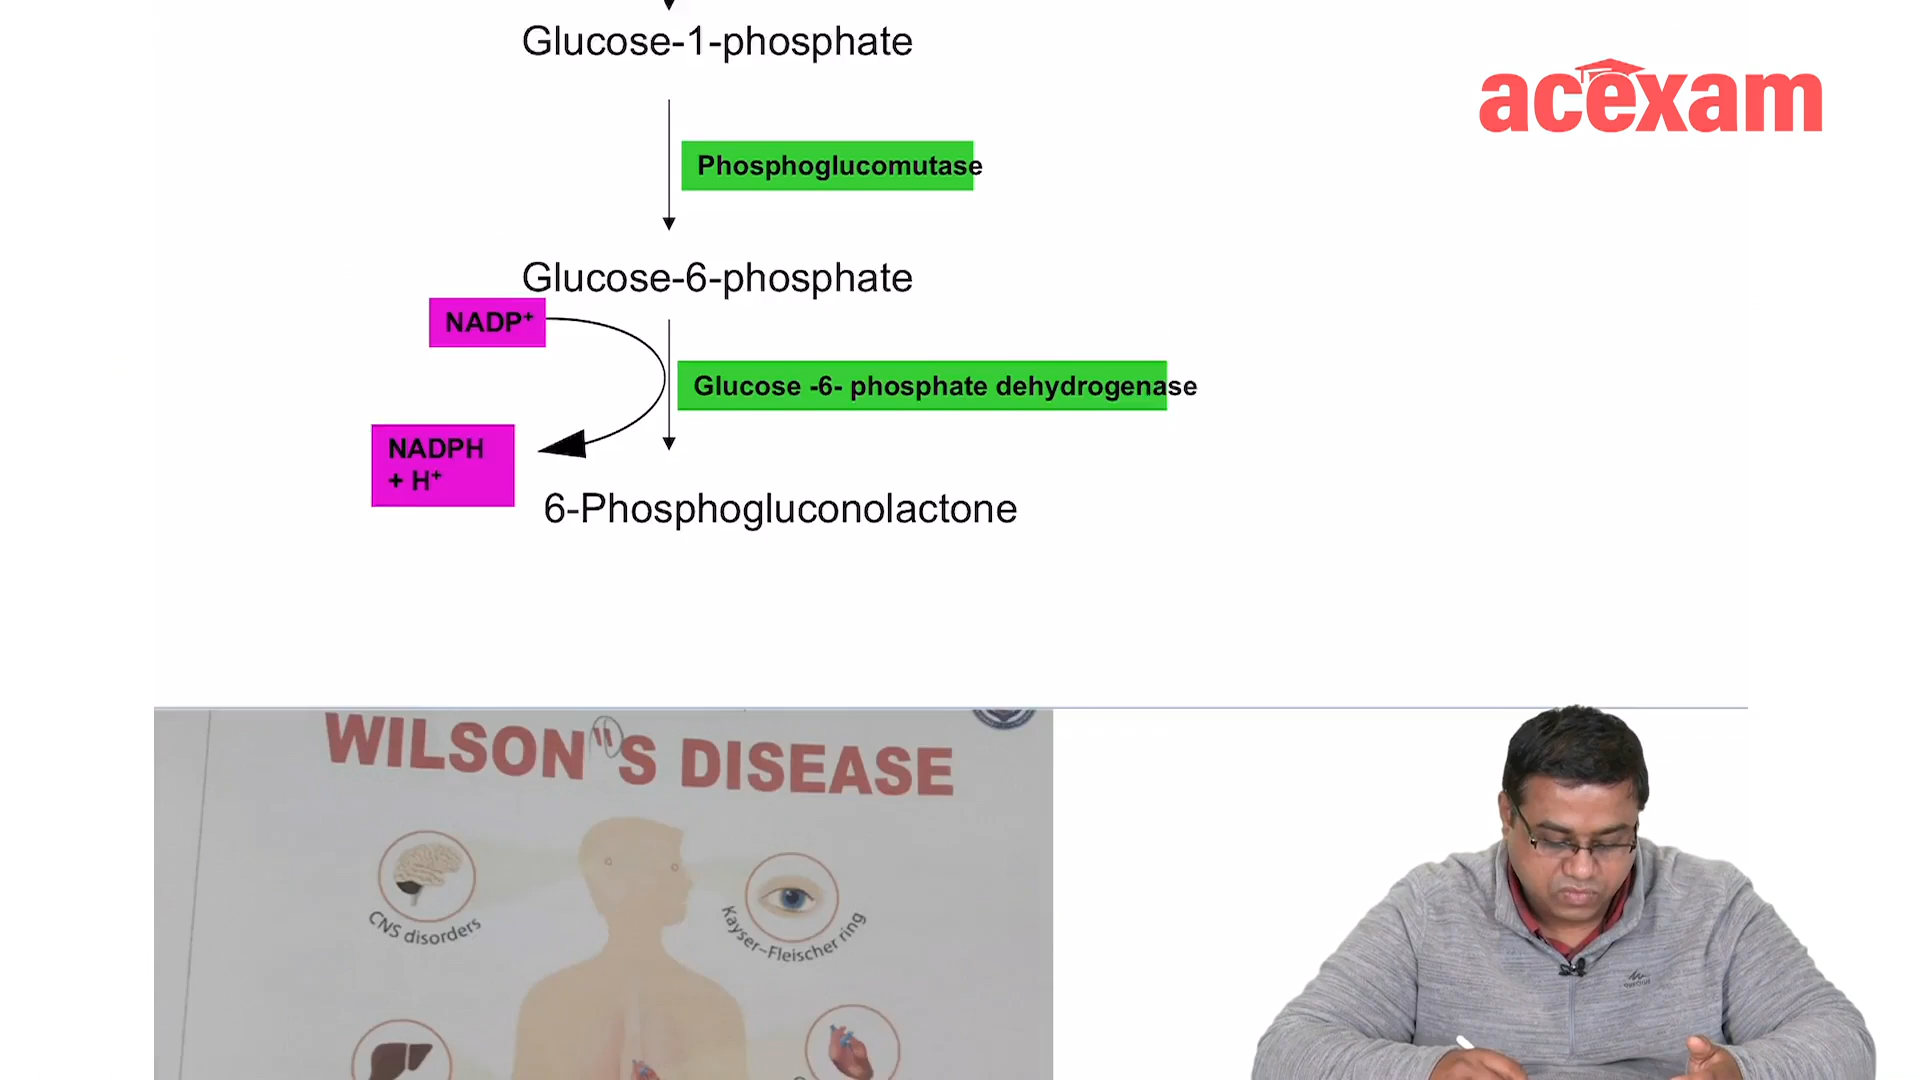 Glucose-1-phosphate
acexam
Phosphoglucomutase
Glucose-6-phosphate
NADP⁺
Glucose -6- phosphate dehydrogenase
NADPH
+ H⁺
6-Phosphogluconolactone
WILSON"S DISEASE
CNS disorders
Kayser–Fleischer ring